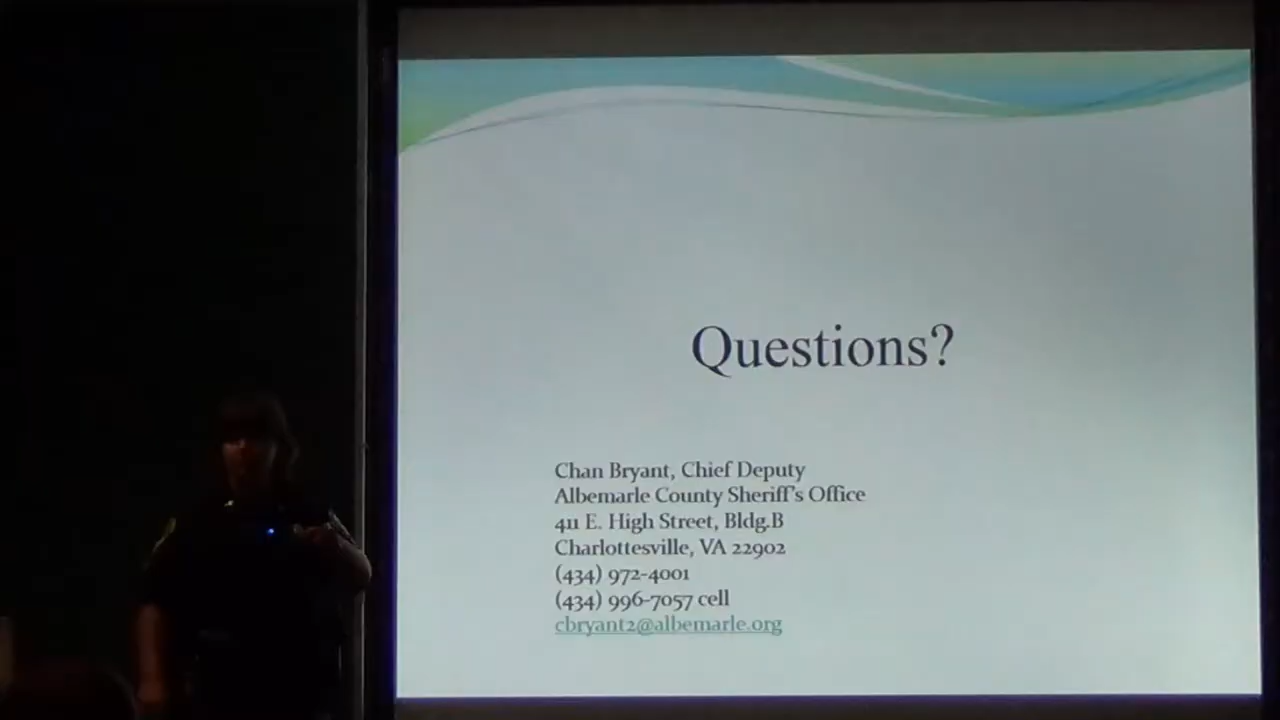 Questions?
Chan Bryant, Chief Deputy
Albemarle County Sheriff's Office
411 E. High Street, Bldg.B
Charlottesville, VA 22902
(434) 972-4001
(434) 996-7057 cell
cbryant2@albemarle.org